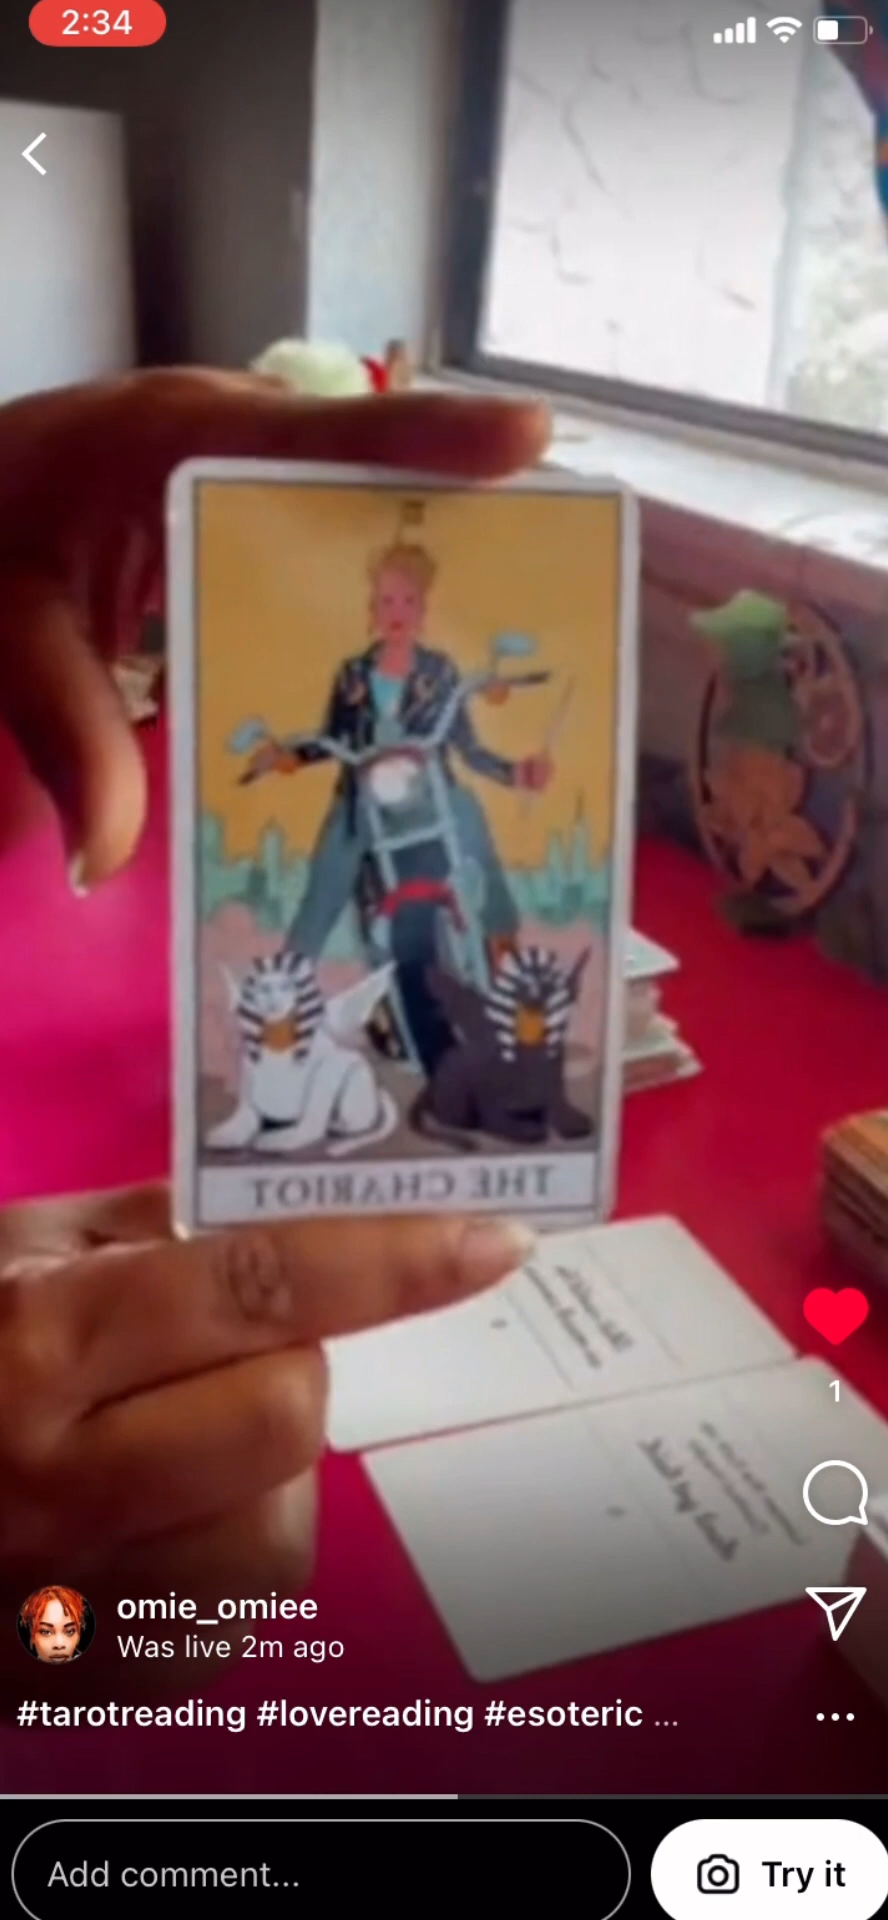 2:34
THE CHARIOT
1
omie_omiee
Was live 2m ago
#tarotreading #lovereading #esoteric ...
Add comment...
Try it